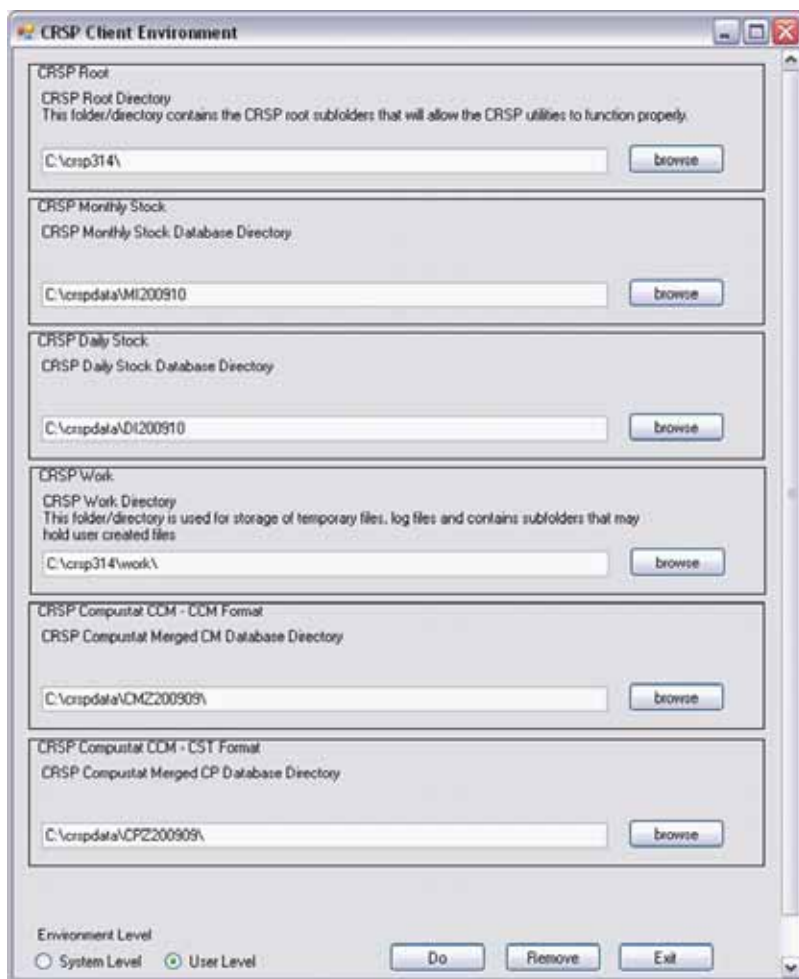 CRSP Client Environment
CRSP Root
CRSP Root Directory
This folder/directory contains the CRSP root subfolders that will allow the CRSP utilities to function properly.
C:\crsp314\
browse
CRSP Monthly Stock
CRSP Monthly Stock Database Directory
C:\crspdata\MI200910
browse
CRSP Daily Stock
CRSP Daily Stock Database Directory
C:\crspdata\DI200910
browse
CRSP Work
CRSP Work Directory
This folder/directory is used for storage of temporary files, log files and contains subfolders that may
hold user created files
C:\crsp314\work\
browse
CRSP Compustat CCM - CCM Format
CRSP Compustat Merged CM Database Directory
C:\crspdata\CMZ200909\
browse
CRSP Compustat CCM - CST Format
CRSP Compustat Merged CP Database Directory
C:\crspdata\CPZ200909\
browse
Environment Level
System Level User Level Do Remove Exit